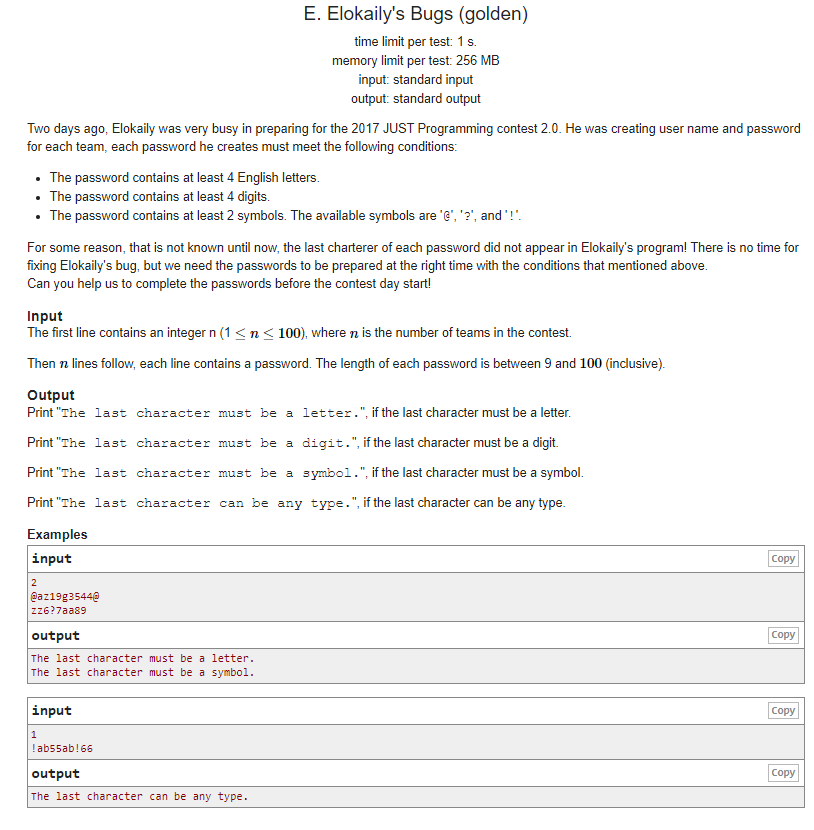 E. Elokaily's Bugs (golden)
time limit per test: 1 s.
memory limit per test: 256 MB
input: standard input
output: standard output
Two days ago, Elokaily was very busy in preparing for the 2017 JUST Programming contest 2.0. He was creating user name and password
for each team, each password he creates must meet the following conditions:
• The password contains at least 4 English letters.
• The password contains at least 4 digits.
• The password contains at least 2 symbols. The available symbols are '@', '?', and '!'.
For some reason, that is not known until now, the last charterer of each password did not appear in Elokaily's program! There is no time for
fixing Elokaily's bug, but we need the passwords to be prepared at the right time with the conditions that mentioned above.
Can you help us to complete the passwords before the contest day start!
Input
The first line contains an integer n (1 ≤ n ≤ 100), where n is the number of teams in the contest.
Then n lines follow, each line contains a password. The length of each password is between 9 and 100 (inclusive).
Output
Print "The last character must be a letter.", if the last character must be a letter.
Print "The last character must be a digit.", if the last character must be a digit.
Print "The last character must be a symbol.", if the last character must be a symbol.
Print "The last character can be any type.", if the last character can be any type.
Examples
input Copy
2
@az19g3544@
zz6?7aa89
output Copy
The last character must be a letter.
The last character must be a symbol.
input Copy
1
!ab55ab!66
output Copy
The last character can be any type.